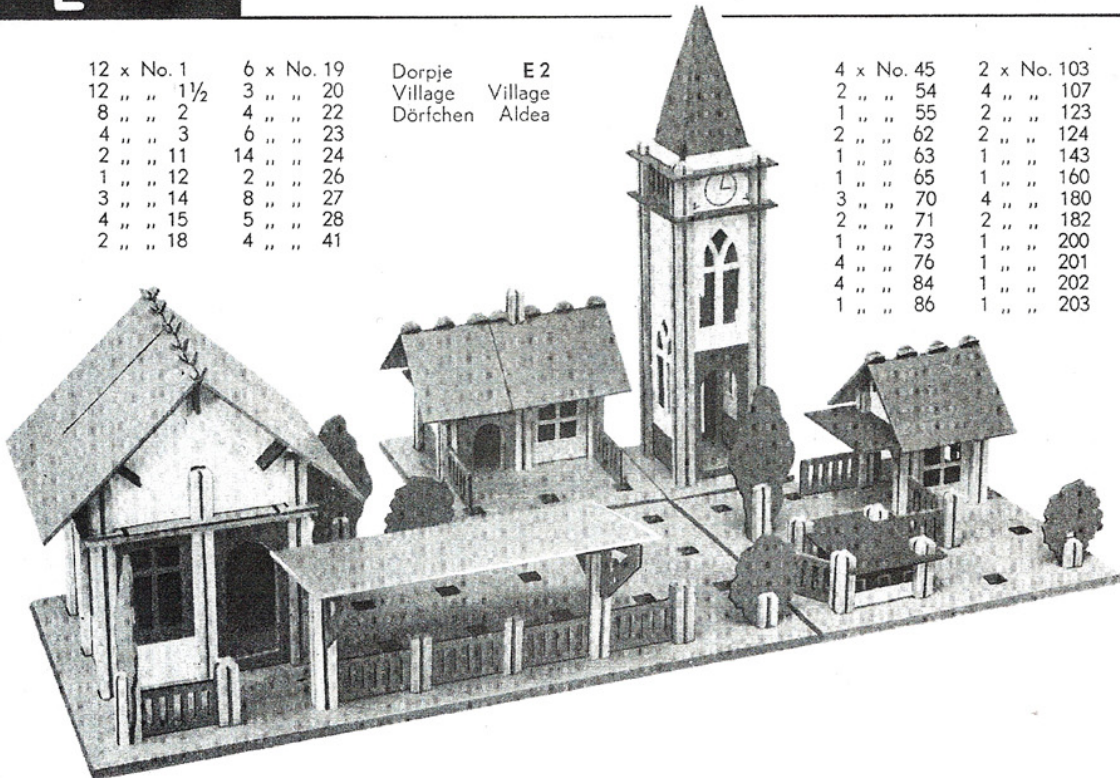 12 x No. 1
12 „ „ 1½
8 „ „ 2
4 „ „ 3
2 „ „ 11
1 „ „ 12
3 „ „ 14
4 „ „ 15
2 „ „ 18
6 x No. 19
3 „ „ 20
4 „ „ 22
6 „ „ 23
14 „ „ 24
2 „ „ 26
8 „ „ 27
5 „ „ 28
4 „ „ 41
Dorpje E 2
Village Village
Dörfchen Aldea
4 x No. 45
2 „ „ 54
1 „ „ 55
2 „ „ 62
1 „ „ 63
1 „ „ 65
3 „ „ 70
2 „ „ 71
1 „ „ 73
4 „ „ 76
4 „ „ 84
1 „ „ 86
2 x No. 103
4 „ „ 107
2 „ „ 123
2 „ „ 124
1 „ „ 143
1 „ „ 160
4 „ „ 180
2 „ „ 182
1 „ „ 200
1 „ „ 201
1 „ „ 202
1 „ „ 203